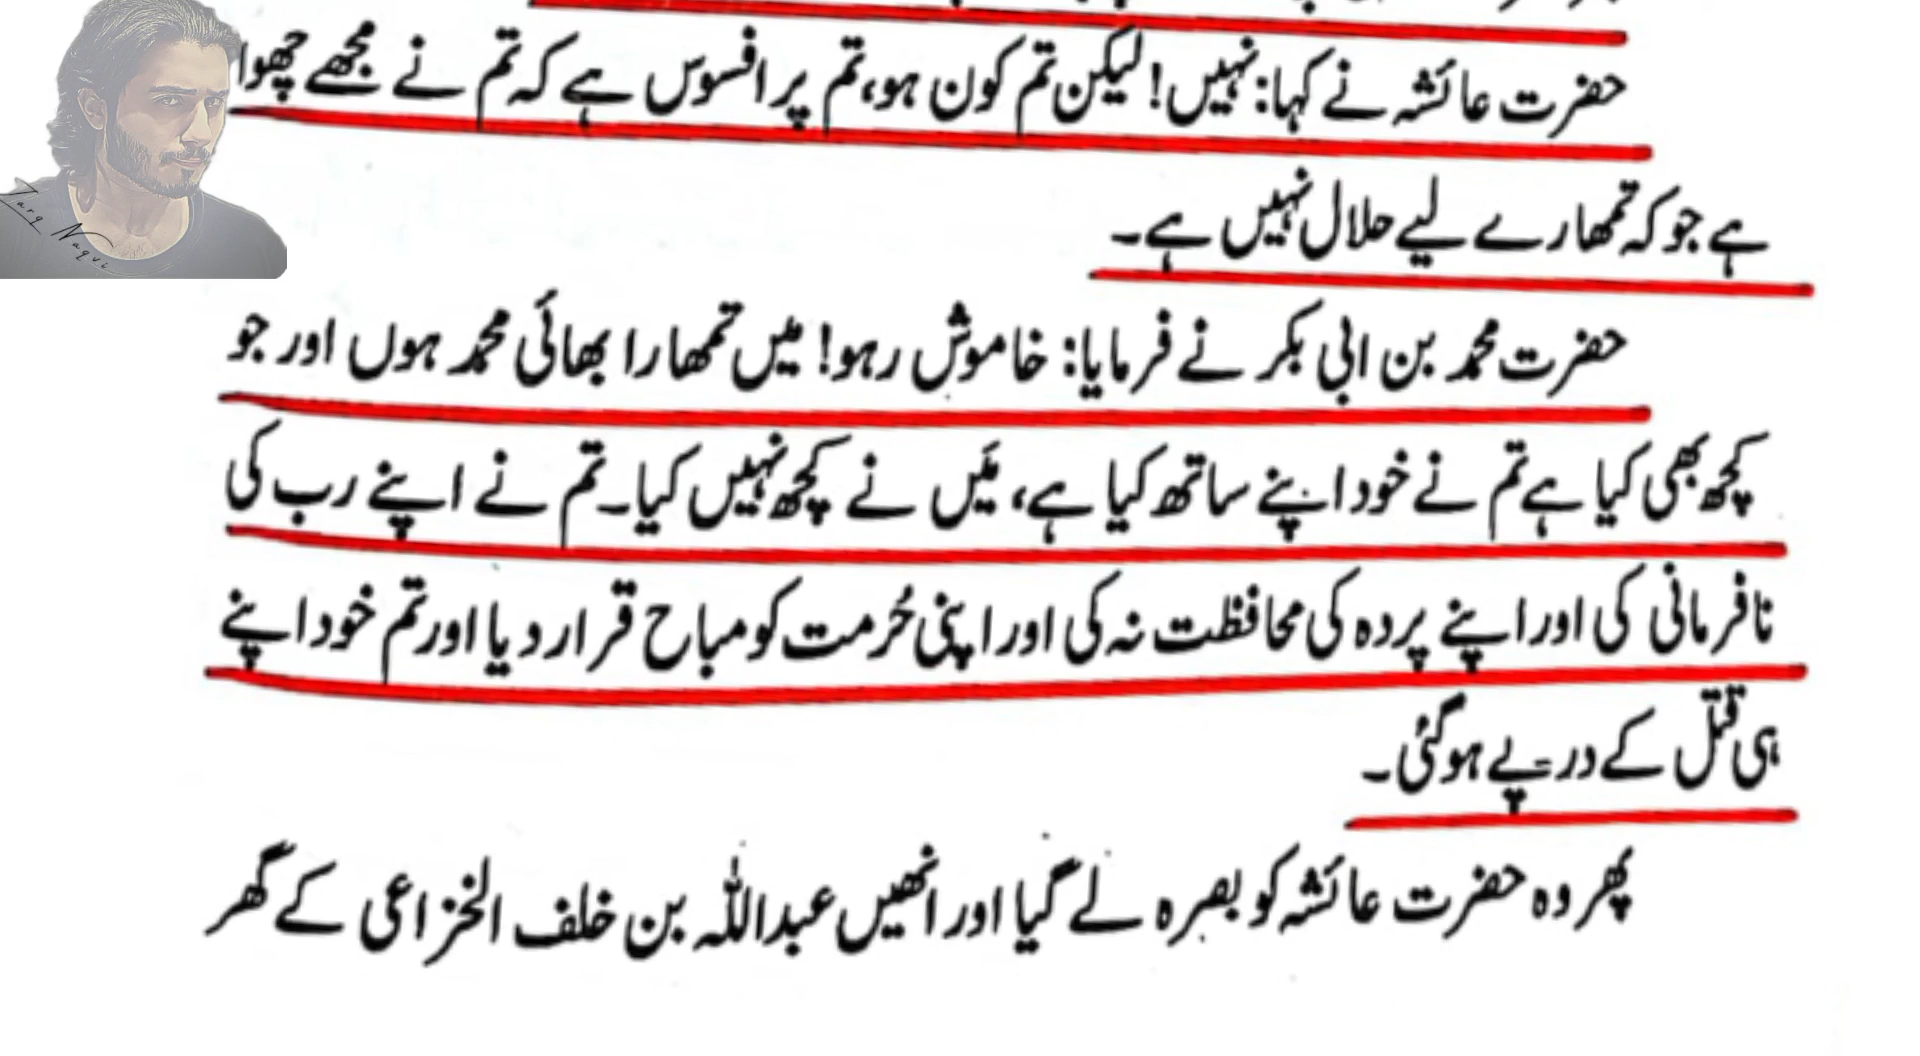 حضرت عائشہ نے کہا: نہیں! لیکن تم کون ہو، تم پر افسوس ہے کہ تم نے مجھے چھوا
ہے جو کہ تمھارے لیے حلال نہیں ہے۔
حضرت محمد بن ابی بکر نے فرمایا: خاموش رہو! میں تمھارا بھائی محمد ہوں اور جو
کچھ بھی کیا ہے تم نے خود اپنے ساتھ کیا ہے، مَیں نے کچھ نہیں کیا۔ تم نے اپنے رب کی
نافرمانی کی اور اپنے پردہ کی محافظت نہ کی اور اپنی حُرمت کو مباح قرار دیا اور تم خود اپنے
ہی قتل کے درپے ہوگئی۔
پھر وہ حضرت عائشہ کو بصرہ لے گیا اور انھیں عبداللہ بن خلف الخزاعی کے گھر
Zarq Naqvi